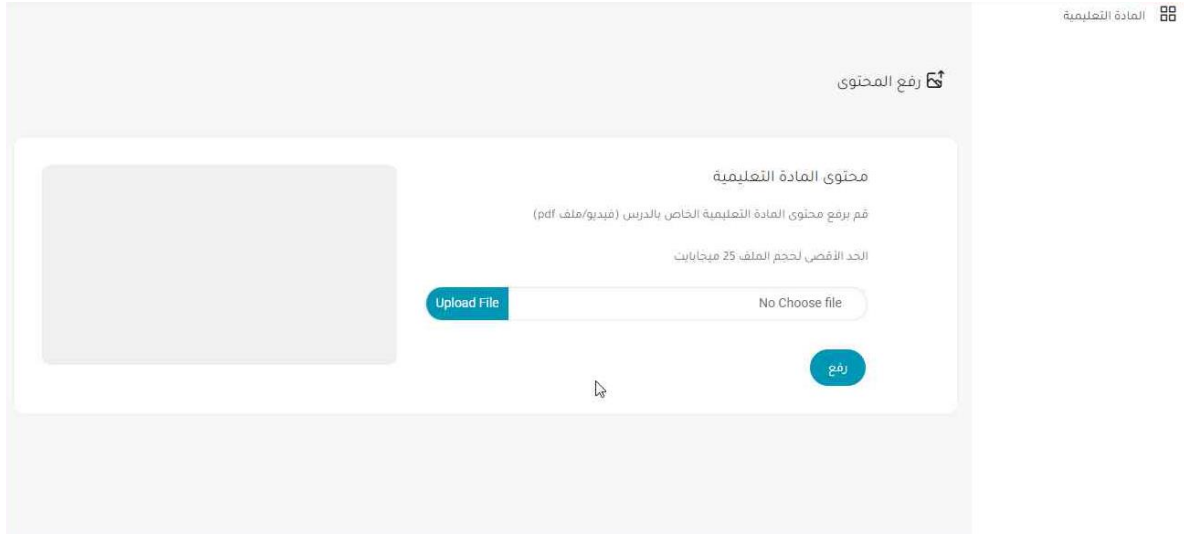 المادة التعليمية
رفع المحتوى
محتوى المادة التعليمية
قم برفع محتوى المادة التعليمية الخاص بالدرس (فيديو/ملف pdf)
الحد الأقصى لحجم الملف 25 ميجابايت
No Choose file
Upload File
رفع